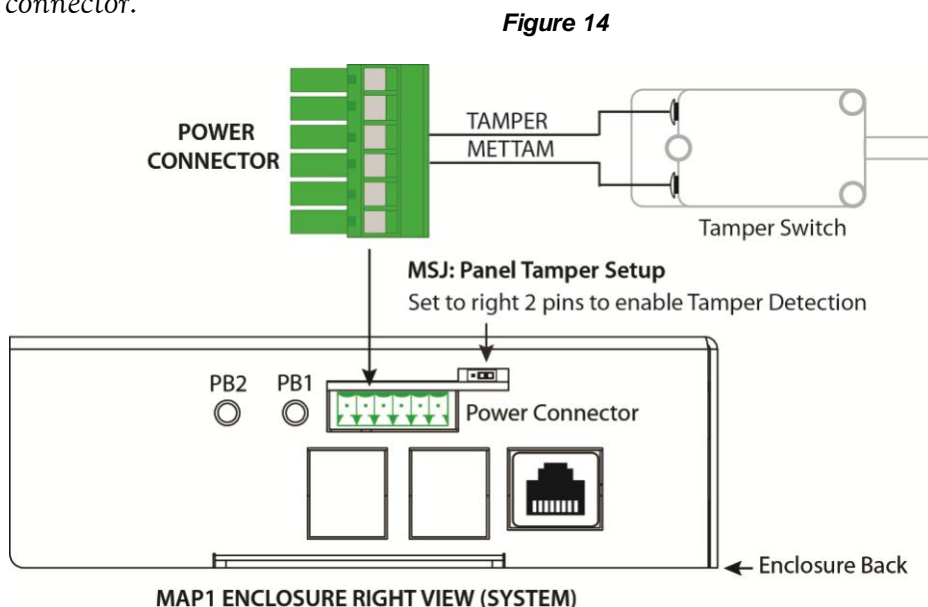 connector.
Figure 14
POWER
CONNECTOR
TAMPER
METTAM
Tamper Switch
MSJ: Panel Tamper Setup
Set to right 2 pins to enable Tamper Detection
PB2
PB1
Power Connector
Enclosure Back
MAP1 ENCLOSURE RIGHT VIEW (SYSTEM)